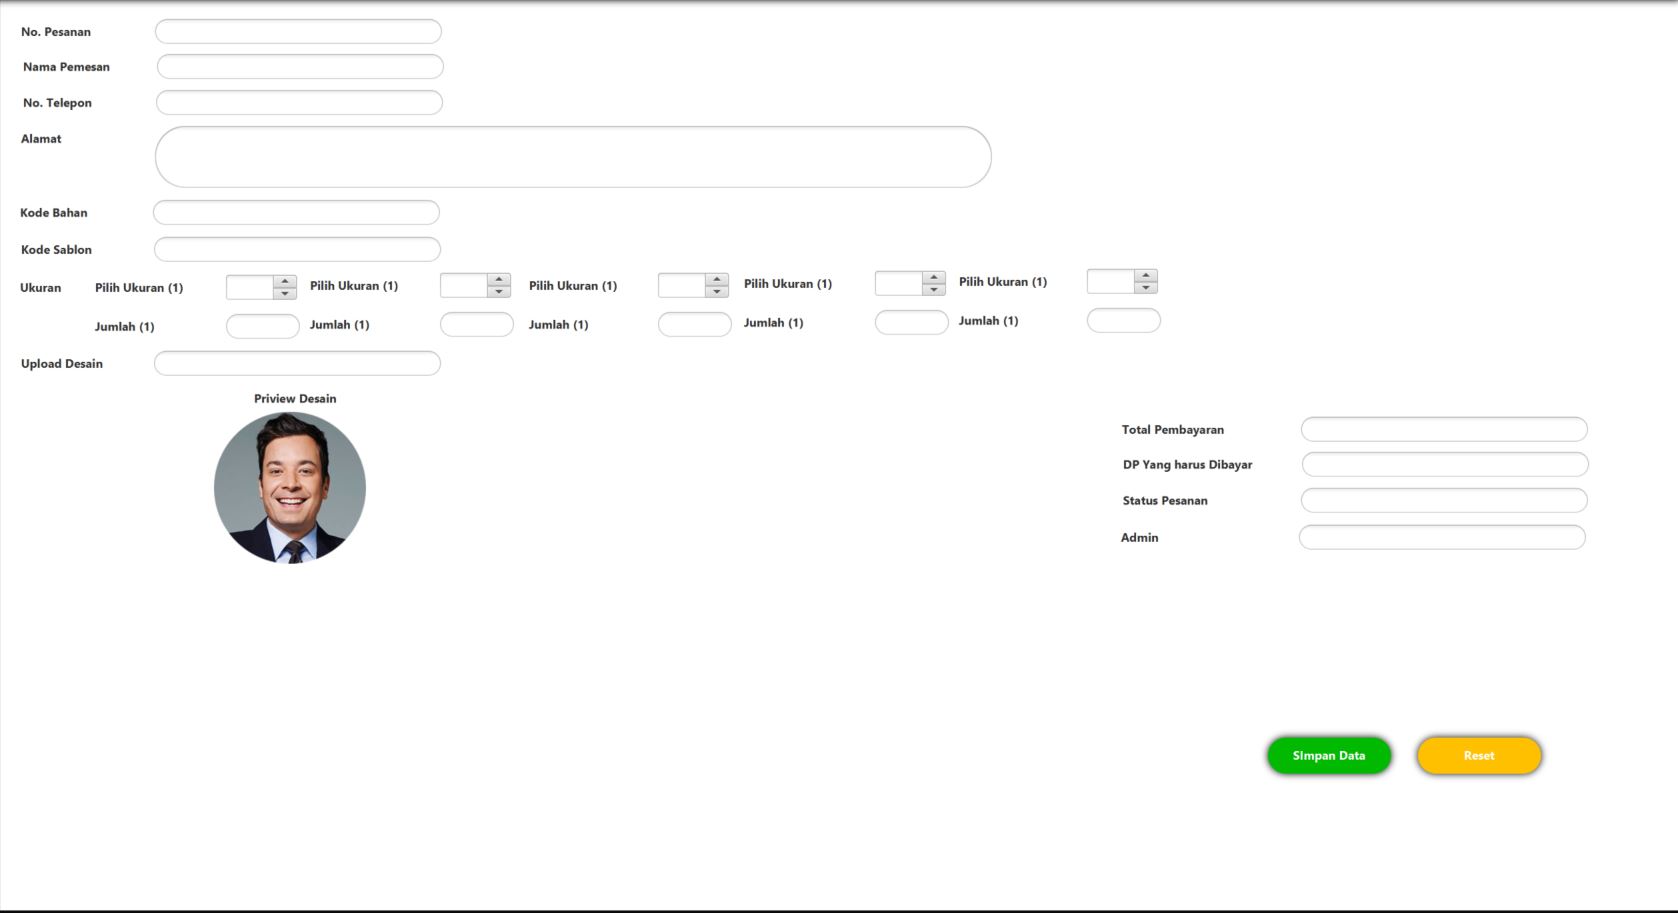 No. Pesanan
Nama Pemesan
No. Telepon
Alamat
Kode Bahan
Kode Sablon
Ukuran Pilih Ukuran (1) Pilih Ukuran (1) Pilih Ukuran (1) Pilih Ukuran (1) Pilih Ukuran (1)
Jumlah (1) Jumlah (1) Jumlah (1) Jumlah (1) Jumlah (1)
Upload Desain
Priview Desain
Total Pembayaran
DP Yang harus Dibayar
Status Pesanan
Admin
Simpan Data Reset